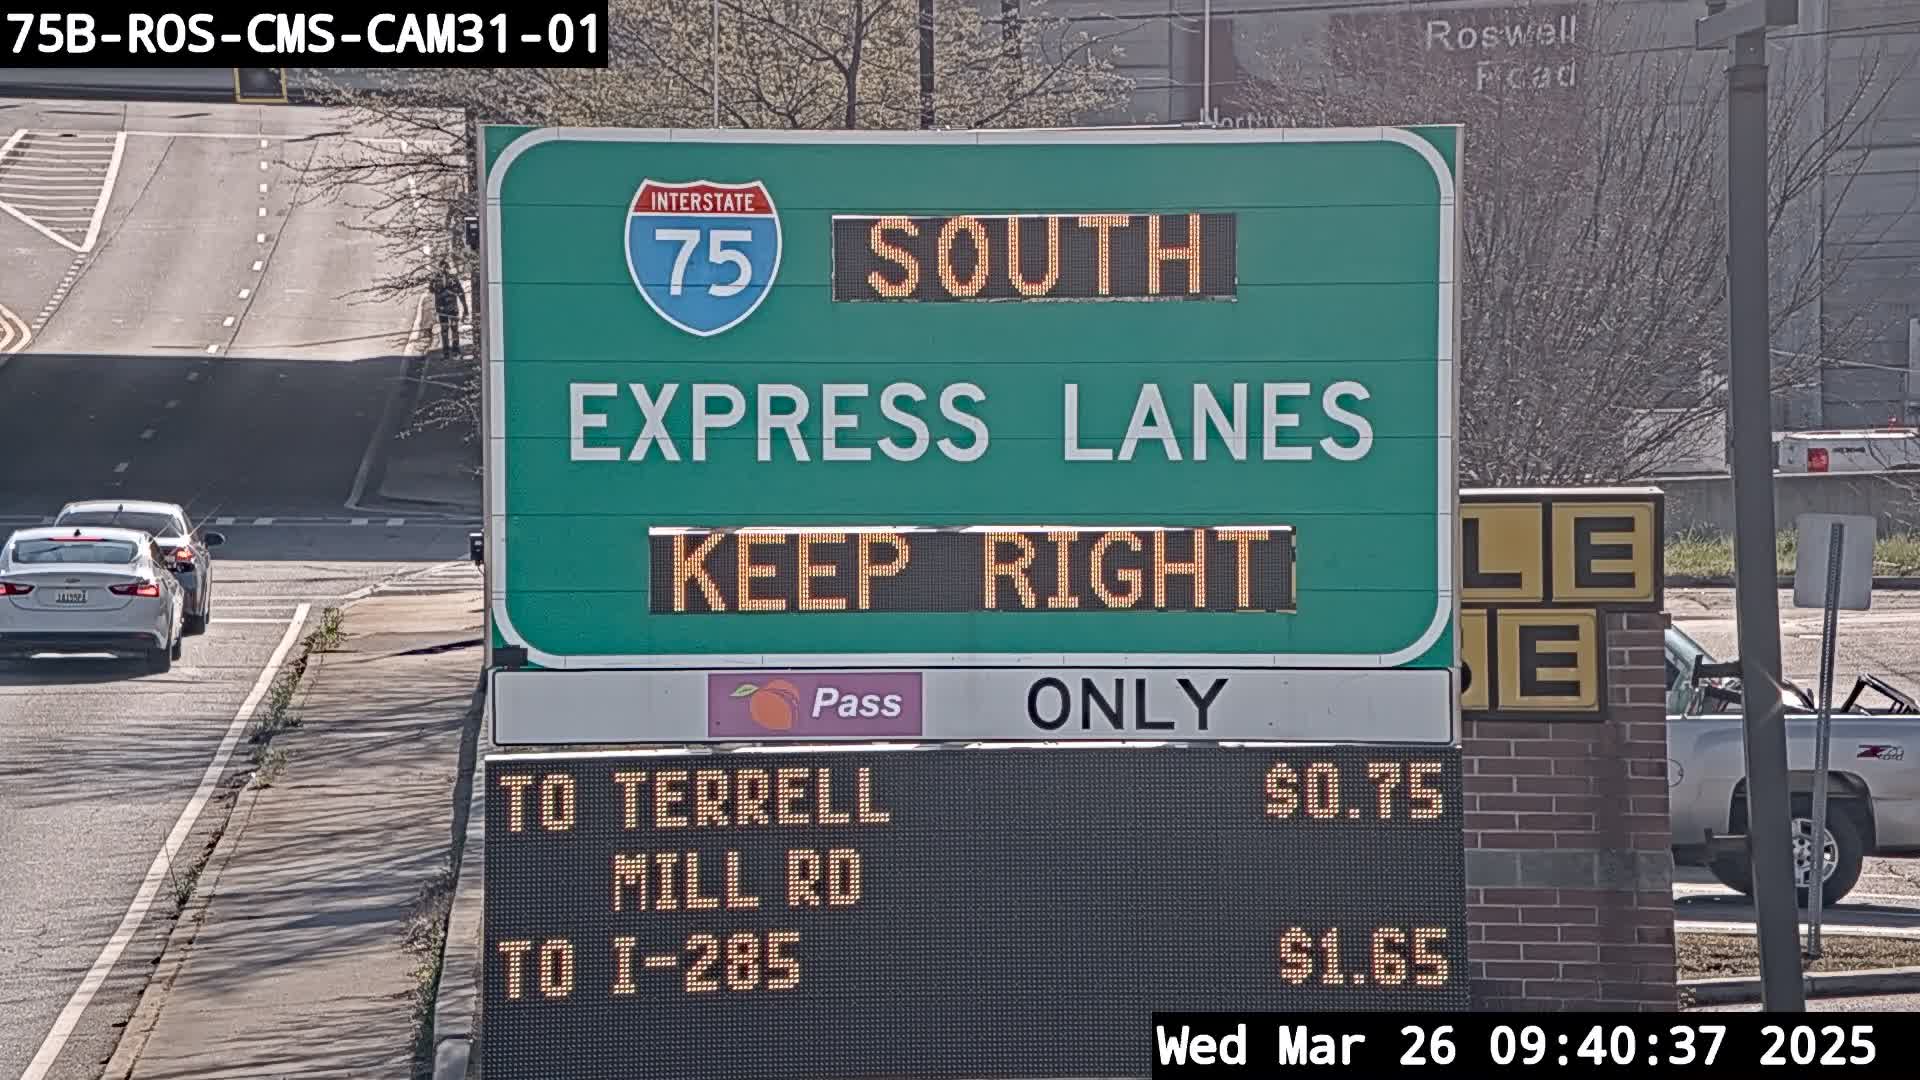 75B-ROS-CMS-CAM31-01
Roswell
Road
INTERSTATE
75
SOUTH
EXPRESS LANES
KEEP RIGHT
LE
E
Pass
ONLY
TO TERRELL $0.75
MILL RD
TO I-285 $1.65
Wed Mar 26 09:40:37 2025